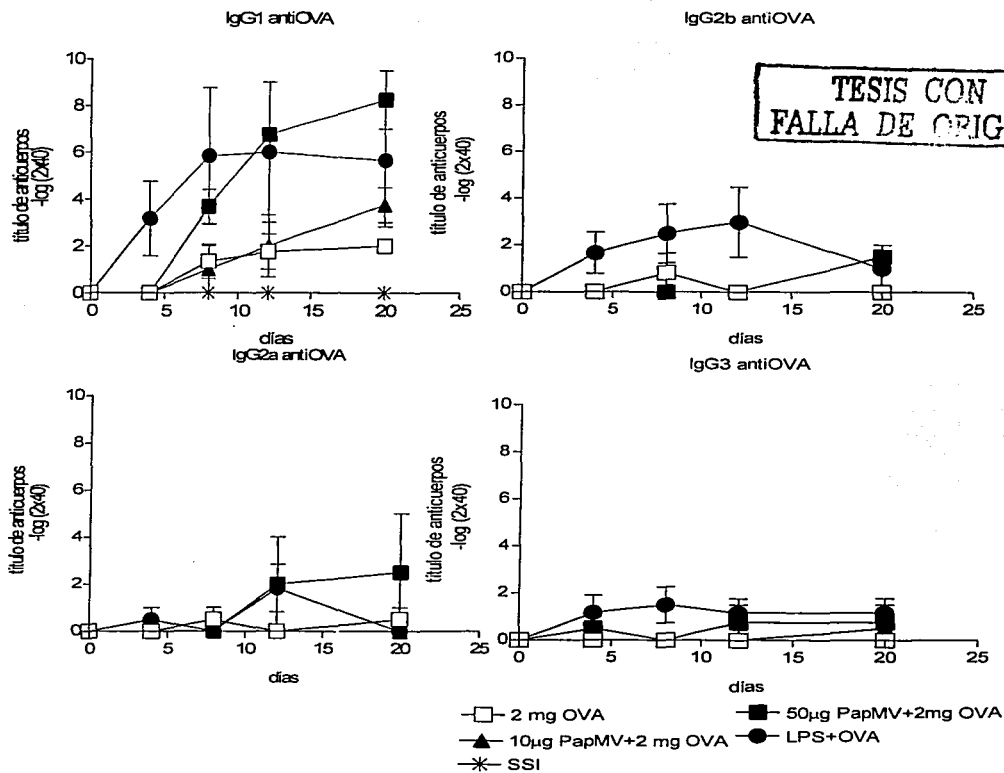 IgG1 antiOVA
título de anticuerpos
-log (2x40)
10
8
6
4
2
0
0 5 10 15 20 25
días
IgG2b antiOVA
TESIS CON
FALLA DE
10
8
6
4
2
0
título de anticuerpos
-log (2x40)
0 5 10 15 20 25
días
IgG2a antiOVA
título de anticuerpos
-log (2x40)
10
8
6
4
2
0
0 5 10 15 20 25
días
IgG3 antiOVA
título de anticuerpos
-log (2x40)
10
8
6
4
2
0
0 5 10 15 20 25
días
2 mg OVA
50µg PapMV+2mg OVA
10µg PapMV+2 mg OVA
LPS+OVA
SSI